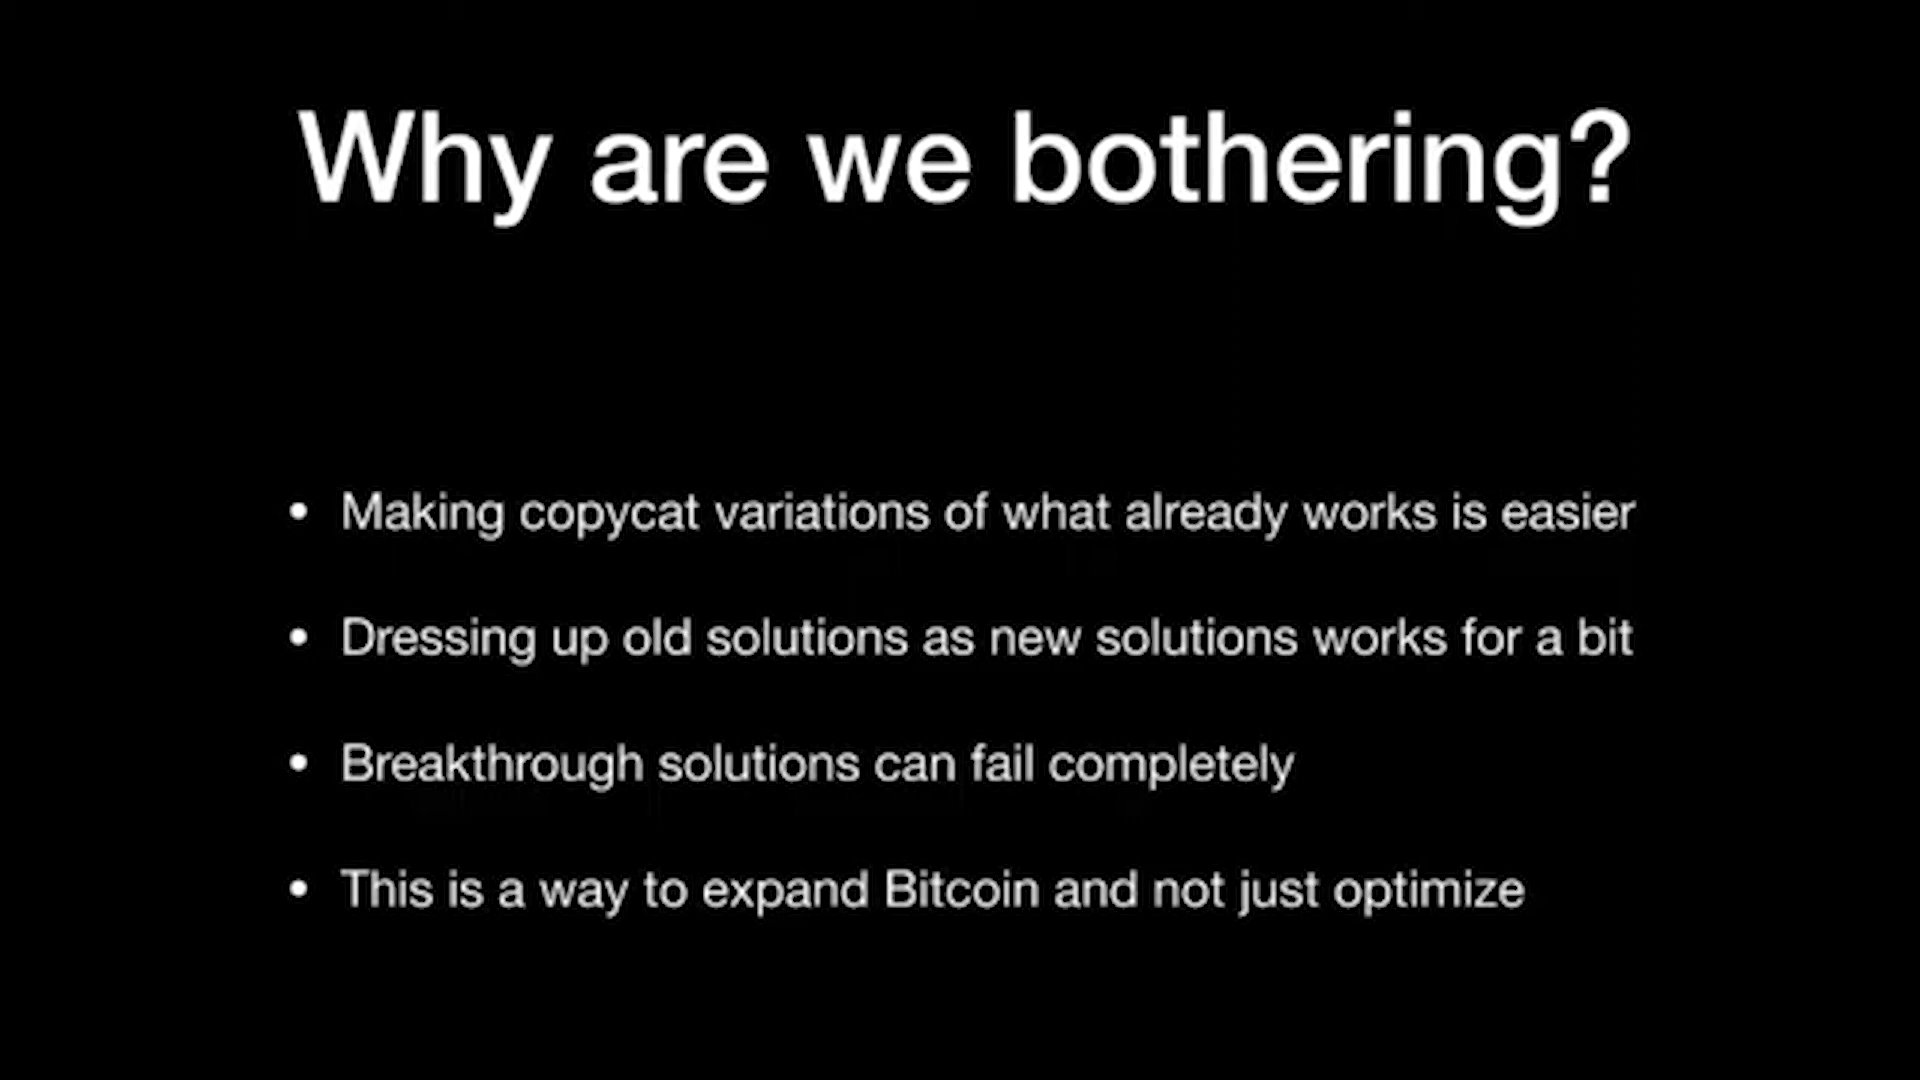 Why are we bothering?
• Making copycat variations of what already works is easier
• Dressing up old solutions as new solutions works for a bit
• Breakthrough solutions can fail completely
• This is a way to expand Bitcoin and not just optimize